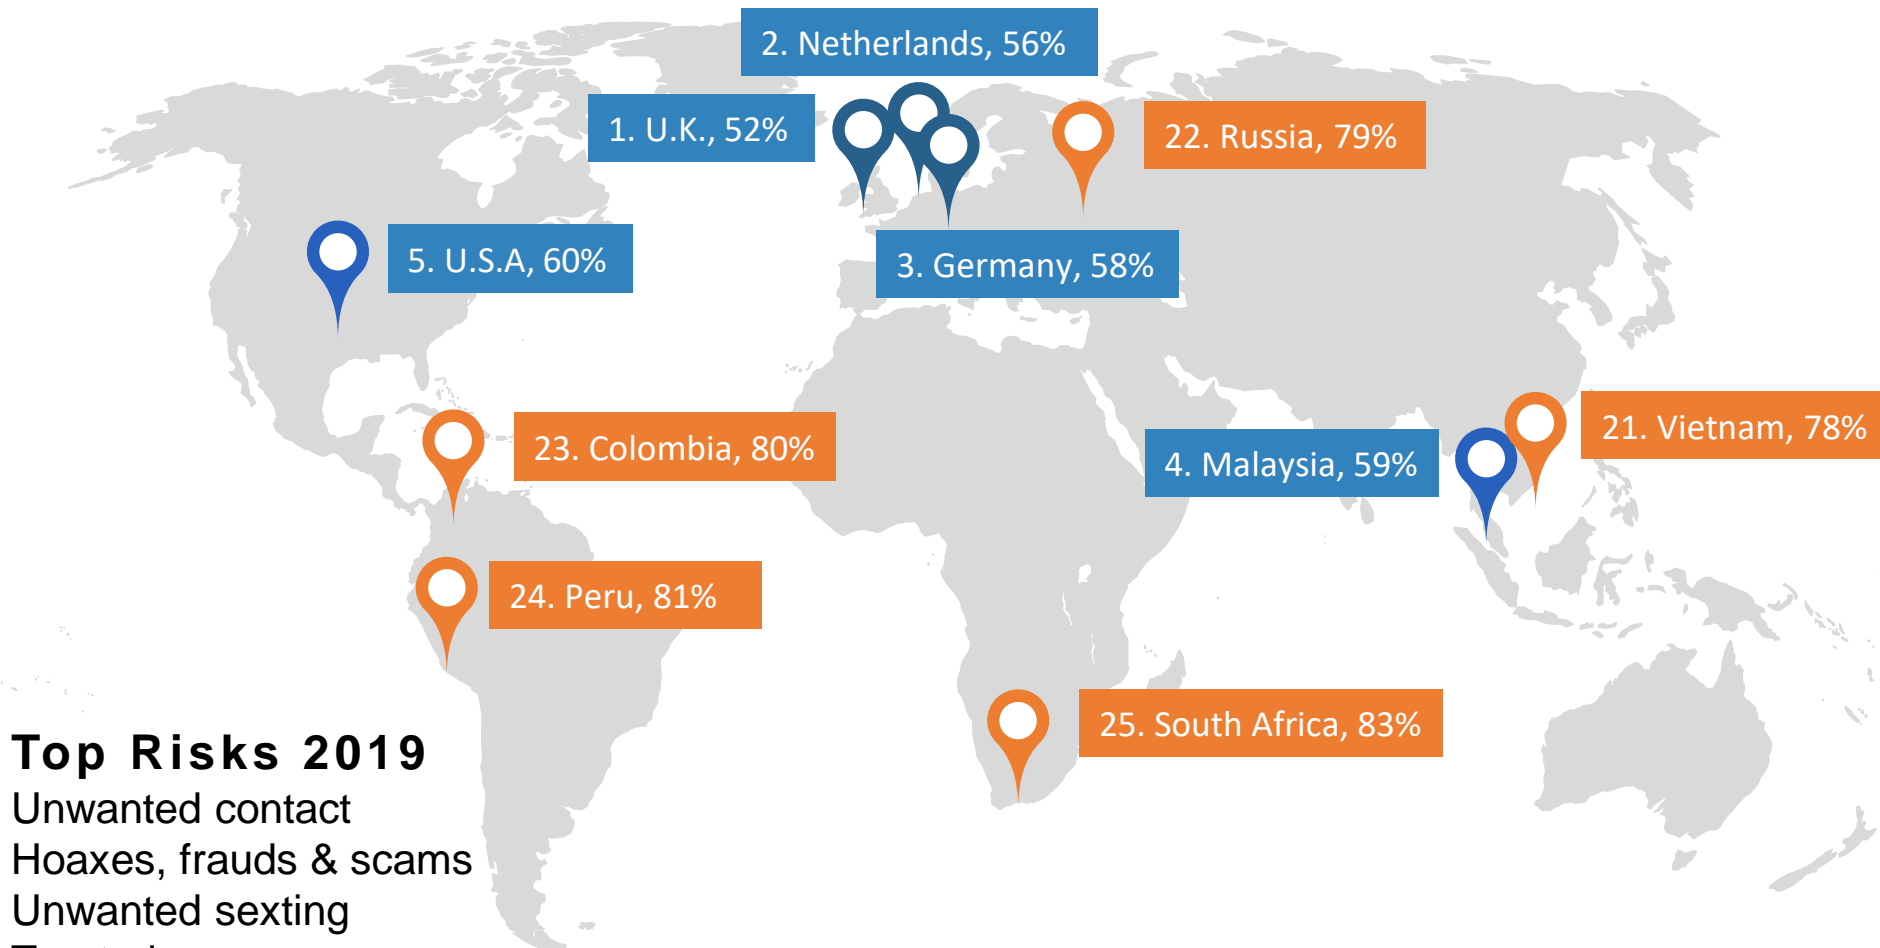 2. Netherlands, 56%
1. U.K., 52%
22. Russia, 79%
5. U.S.A, 60%
3. Germany, 58%
23. Colombia, 80%
21. Vietnam, 78%
4. Malaysia, 59%
24. Peru, 81%
25. South Africa, 83%
Top Risks 2019
Unwanted contact
Hoaxes, frauds & scams
Unwanted sexting